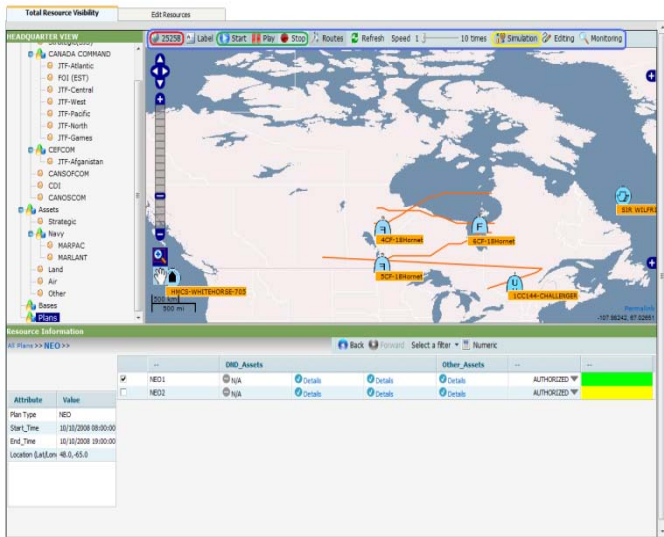 Total Resource Visibility
Edit Resources
HEADQUARTER VIEW
25258 Label Start Play Stop Routes Refresh Speed 1 10 times Simulation Editing Monitoring
CANADA COMMAND
JTF-Atlantic
FOI (EST)
JTF-Central
JTF-West
JTF-Pacific
JTF-North
JTF-Games
CEFCOM
JTF-Afganistan
CANSOFCOM
CDI
CANOSCOM
Assets
Strategic
Navy
MARPAC
MARLANT
Land
Air
Other
Bases
Plans
SIR WILFRI
F
4CF-18Hornet
F
6CF-18Hornet
5CF-18Hornet
U
1CC144-CHALLENGER
HMCS-WHITEHORSE-705
500 km
500 mi
Permalink
Resource Information
All Plans >> NEO >>
Back Forward Select a filter Numeric
-- DND_Assets Other_Assets -- --
NEO1 N/A Details Details Details AUTHORIZED
NEO2 N/A Details Details Details AUTHORIZED
Attribute Value
Plan Type NEO
Start_Time 10/10/2008 08:00:00
End_Time 10/10/2008 19:00:00
Location (Lat/Lon 48.0,-65.0